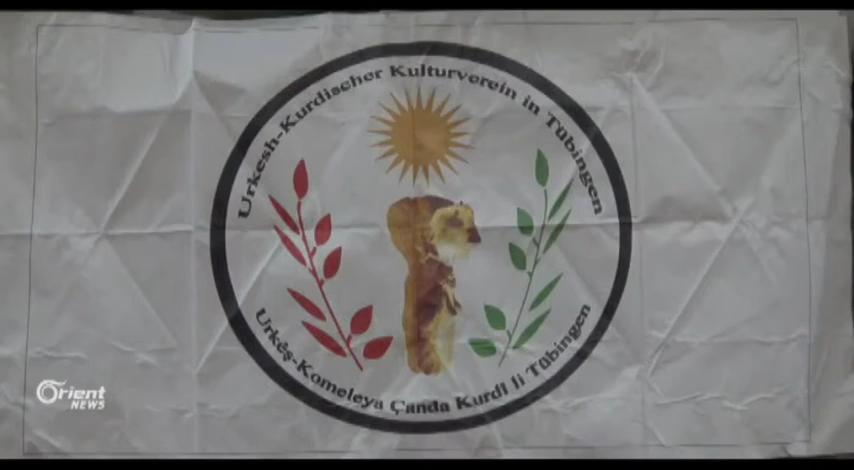 Urkesh-Kurdischer Kulturverein in Tübingen
Urkêş-Komeleya Çanda Kurdî li Tübingen
Orient
NEWS